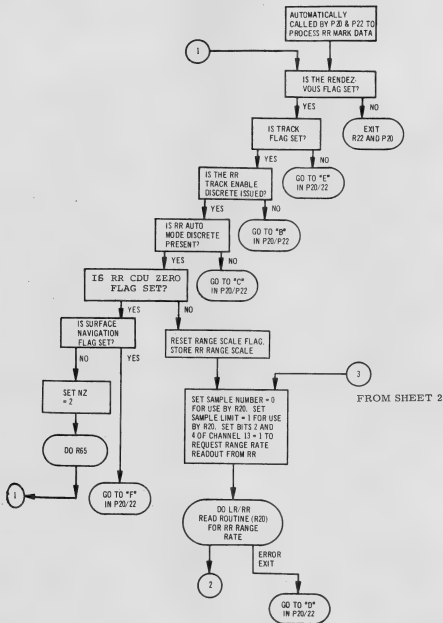 AUTOMATICALLY
CALLED BY P20 & P22 TO
PROCESS RR MARK DATA
1
IS THE RENDEZ-
VOUS FLAG SET?
YES
NO
IS TRACK
FLAG SET?
EXIT
R22 AND P20
YES
NO
IS THE RR
TRACK ENABLE
DISCRETE ISSUED?
GO TO "E"
IN P20/22
YES
NO
IS RR AUTO
MODE DISCRETE
PRESENT?
GO TO "B"
IN P20/P22
YES
NO
IS RR CDU ZERO
FLAG SET?
GO TO "C"
IN P20/P22
YES
NO
IS SURFACE
NAVIGATION
FLAG SET?
RESET RANGE SCALE FLAG.
STORE RR RANGE SCALE
NO
YES
3
FROM SHEET 2
SET NZ
= 2
SET SAMPLE NUMBER = 0
FOR USE BY R20. SET
SAMPLE LIMIT = 1 FOR USE
BY R20. SET BITS 2 AND
4 OF CHANNEL 13 = 1 TO
REQUEST RANGE RATE
READOUT FROM RR
DO R65
1
GO TO "F"
IN P20/22
DO LR/RR
READ ROUTINE (R20)
FOR RR RANGE
RATE
ERROR
EXIT
2
GO TO "D"
IN P20/22